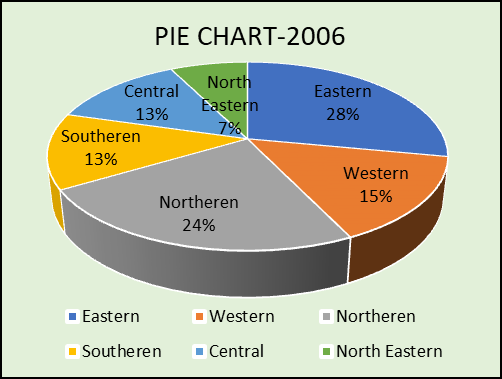 PIE CHART-2006
North
Eastern
7%
Eastern
28%
Central
13%
Southeren
13%
Western
15%
Northeren
24%
Eastern
Western
Northeren
Southeren
Central
North Eastern